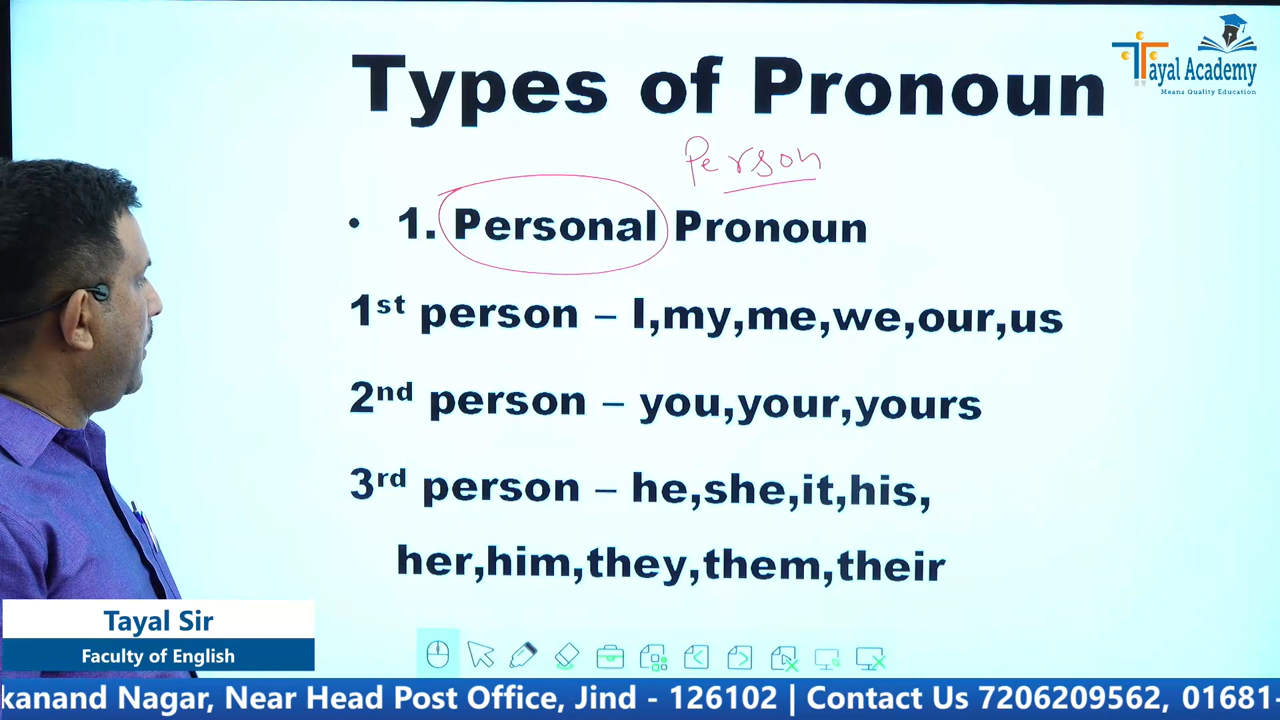 Types of Pronoun
Tayal Academy
Means Quality Education
Person
• 1. Personal Pronoun
1st person – I,my,me,we,our,us
2nd person – you,your,yours
3rd person – he,she,it,his,
her,him,they,them,their
Tayal Sir
Faculty of English
kanand Nagar, Near Head Post Office, Jind - 126102 | Contact Us 7206209562, 01681-